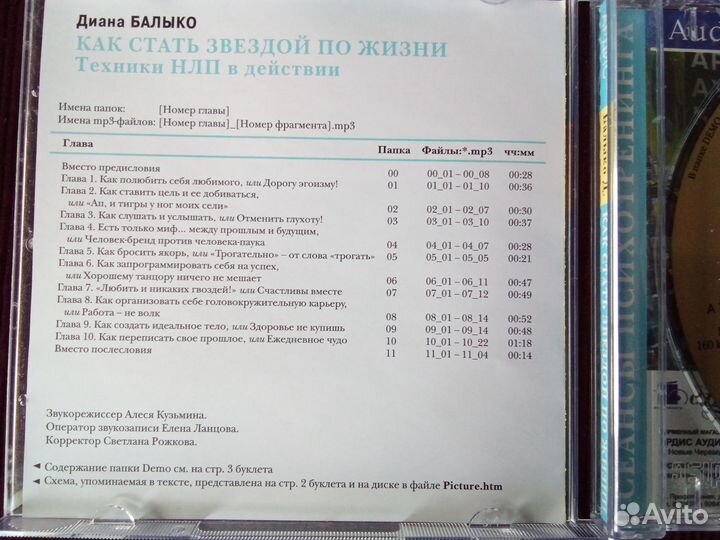 Диана БАЛЫКО
КАК СТАТЬ ЗВЕЗДОЙ ПО ЖИЗНИ
Техники НЛП в действии
Имена папок: [Номер главы]
Имена mp3-файлов: [Номер главы]_[Номер фрагмента].mp3
Глава Папка Файлы:*.mp3 чч:мм
Вместо предисловия 00 00_01 – 00_08 00:28
Глава 1. Как полюбить себя любимого, или Дорогу эгоизму! 01 01_01 – 01_10 00:36
Глава 2. Как ставить цель и ее добиваться,
или «Ап, и тигры у ног моих сели» 02 02_01 – 02_07 00:30
Глава 3. Как слушать и услышать, или Отменить глухоту! 03 03_01 – 03_10 00:37
Глава 4. Есть только миф... между прошлым и будущим,
или Человек-бренд против человека-паука 04 04_01 – 04_07 00:28
Глава 5. Как бросить якорь, или «Трогательно» – от слова «трогать» 05 05_01 – 05_05 00:21
Глава 6. Как запрограммировать себя на успех,
или Хорошему танцору ничего не мешает 06 06_01 – 06_11 00:47
Глава 7. «Любить и никаких гвоздей!» или Счастливы вместе 07 07_01 – 07_12 00:49
Глава 8. Как организовать себе головокружительную карьеру,
или Работа – не волк 08 08_01 – 08_14 00:52
Глава 9. Как создать идеальное тело, или Здоровье не купишь 09 09_01 – 09_14 00:48
Глава 10. Как переписать свое прошлое, или Ежедневное чудо 10 10_01 – 10_22 01:18
Вместо послесловия 11 11_01 – 11_04 00:14
Звукорежиссер Алеся Кузьмина.
Оператор звукозаписи Елена Ланцова.
Корректор Светлана Рожкова.
◄ Содержание папки Demo см. на стр. 3 буклета
◄ Схема, упоминаемая в тексте, представлена на стр. 2 буклета и на диске в файле Picture.htm
СЕАНСЫ ПСИХОТРЕНИНГА
Балыко Д.
В папке DEMO
Avito